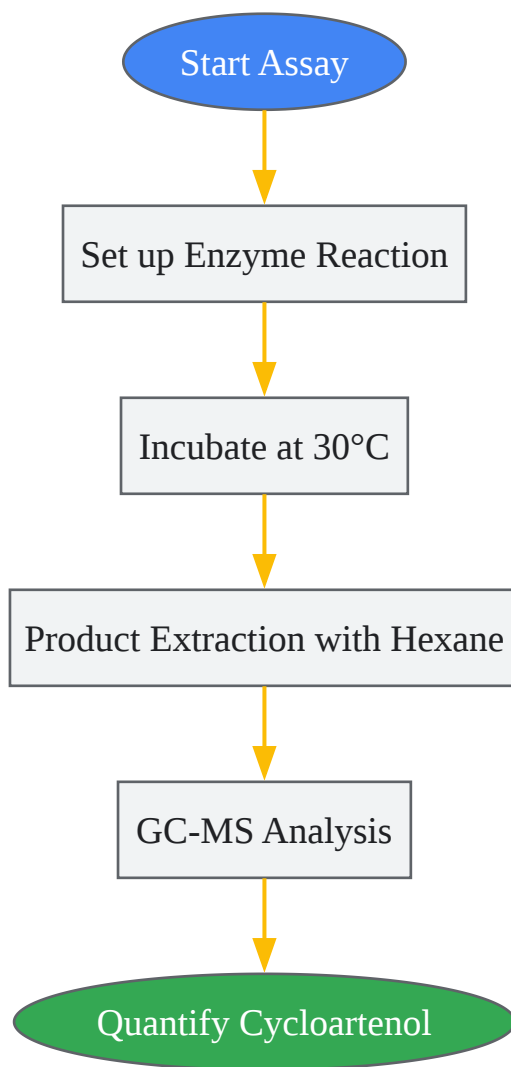 Start Assay
Set up Enzyme Reaction
Incubate at 30°C
Product Extraction with Hexane
GC-MS Analysis
Quantify Cycloartenol